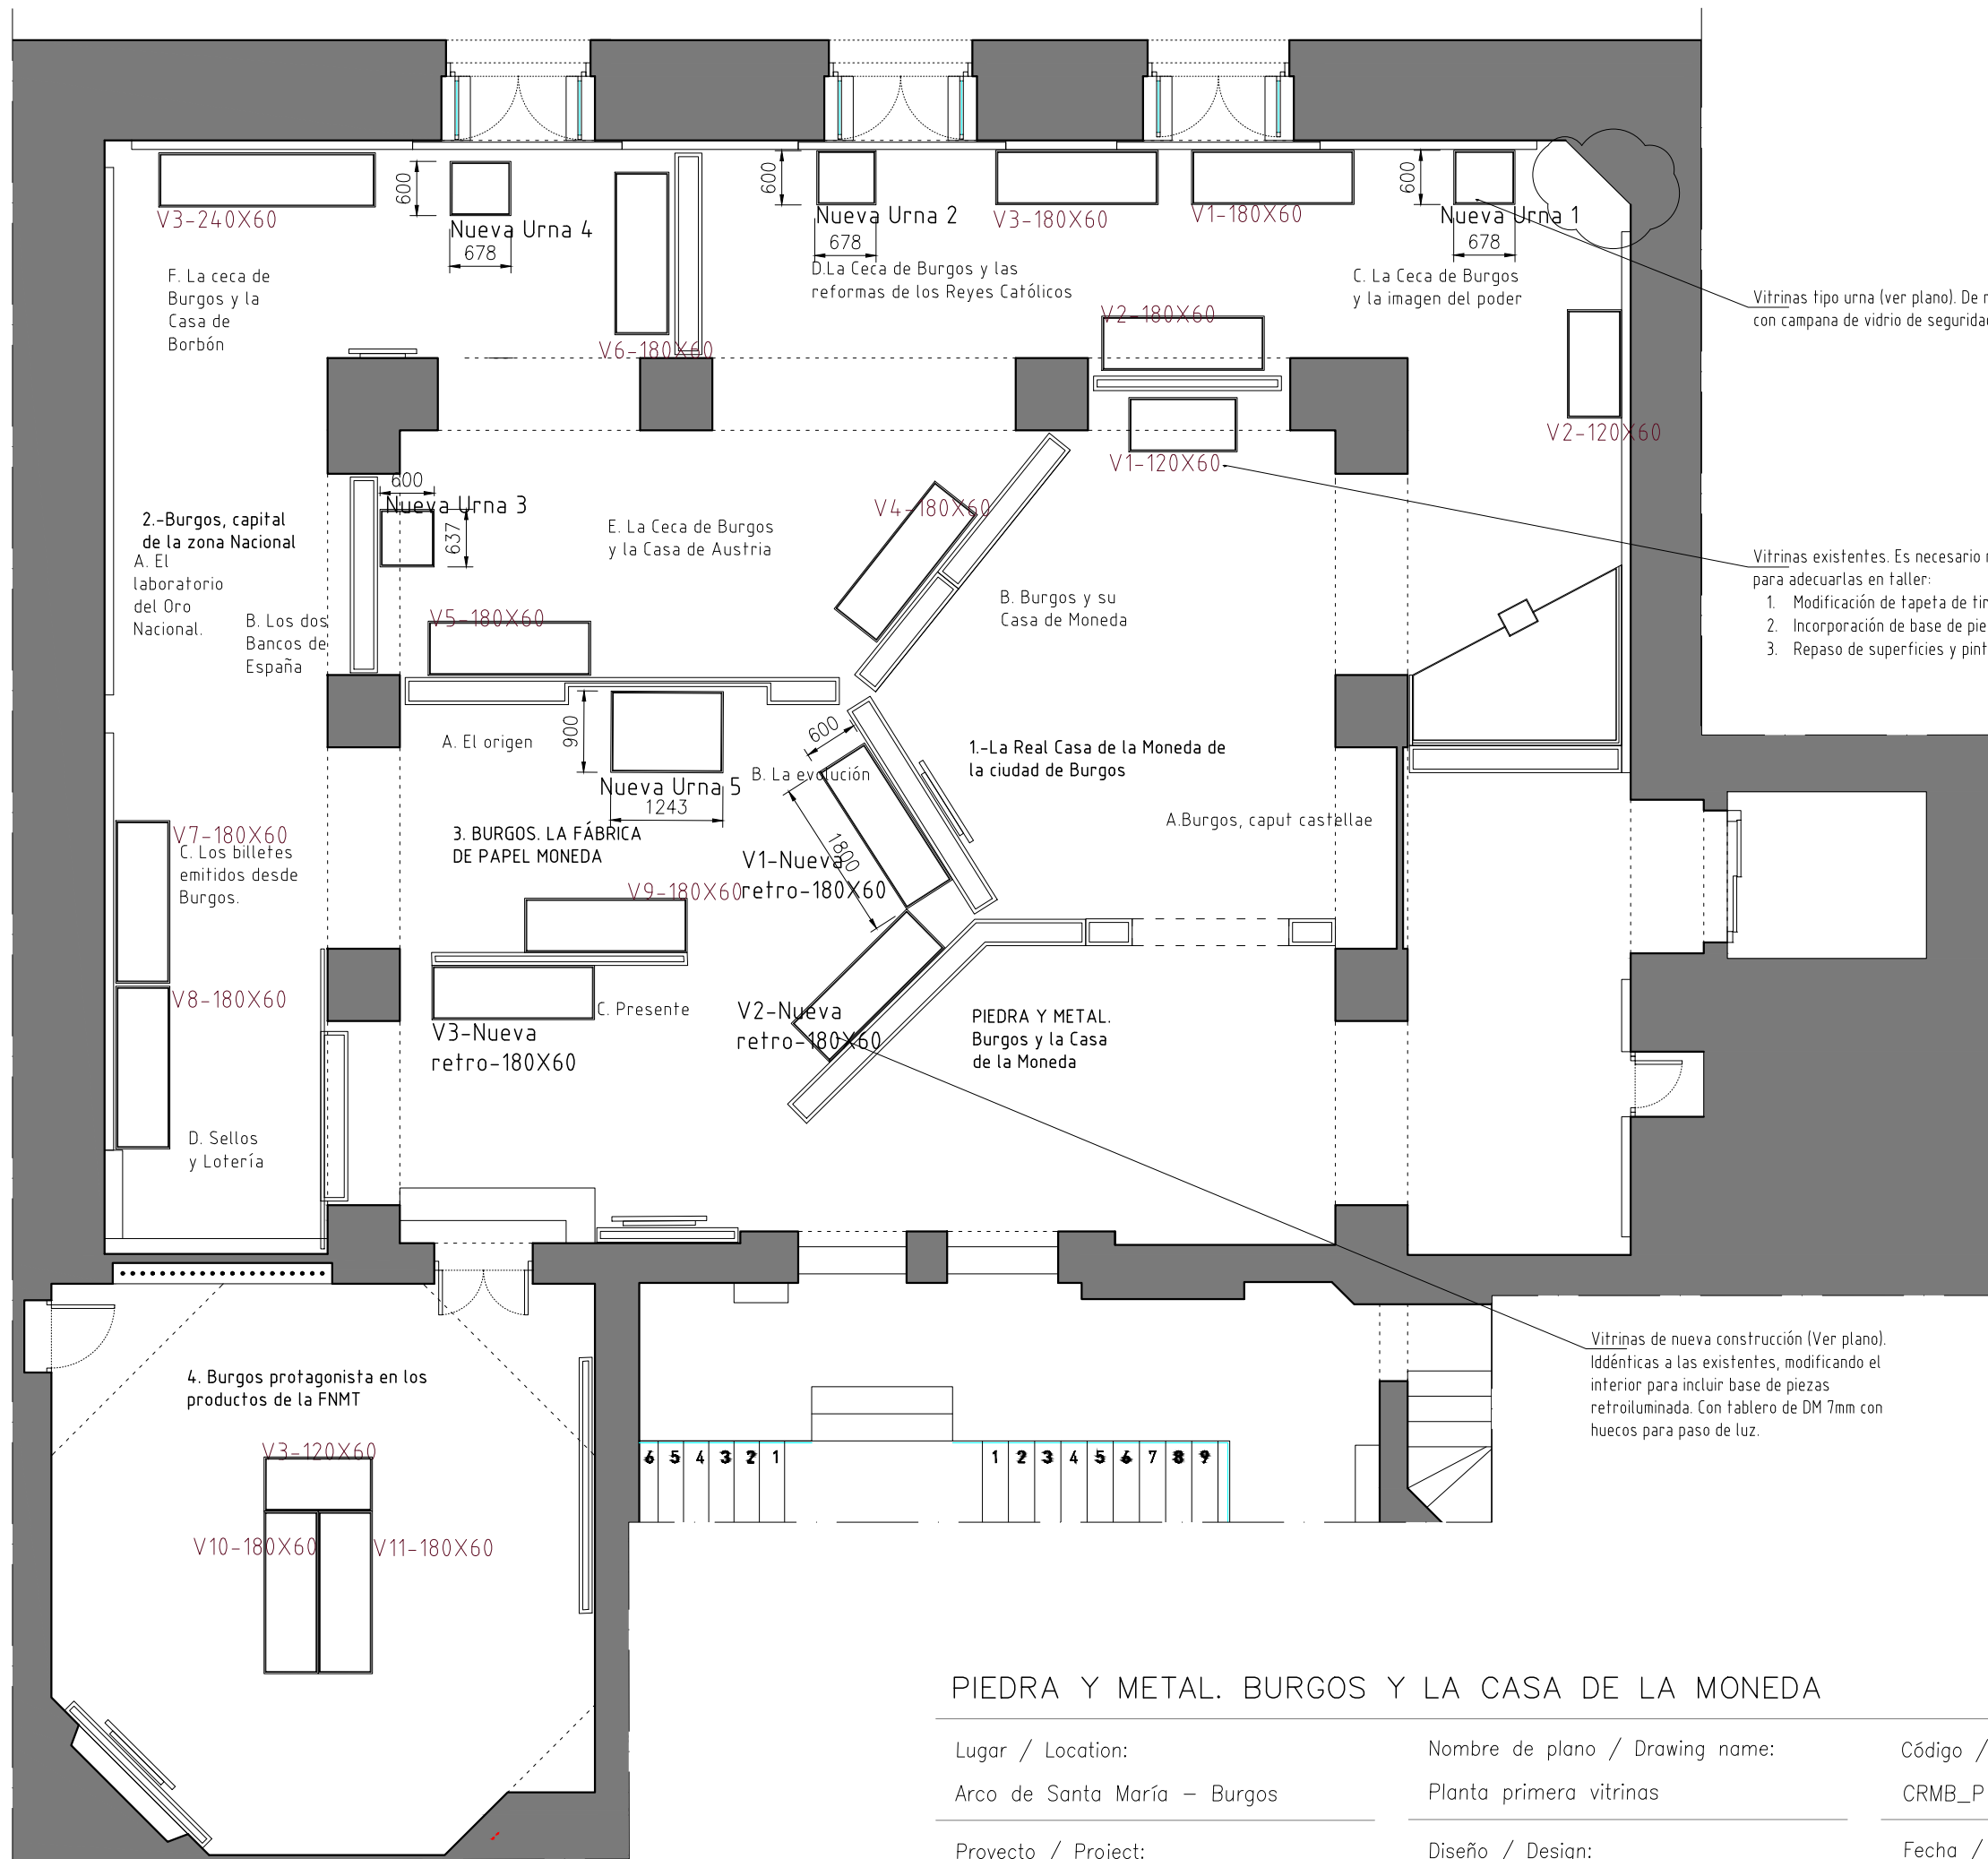 600
600
600
V3-240X60
Nueva Urna 4
678
Nueva Urna 2
678
V3-180X60
V1-180X60
Nueva Urna 1
678
F. La ceca de
Burgos y la
Casa de
Borbón
D.La Ceca de Burgos y las
reformas de los Reyes Católicos
C. La Ceca de Burgos
y la imagen del poder
Vitrinas tipo urna (ver plano). De
con campana de vidrio de
V2-180X60
V6-180X60
V2-120X60
V1-120X60
600
Nueva Urna 3
637
V4-180X60
2.-Burgos, capital
de la zona Nacional
A. El
laboratorio
del Oro
Nacional.
E. La Ceca de Burgos
y la Casa de Austria
Vitrinas existentes. Es necesario
para adecuarlas en taller:
1. Modificación de tapeta de
2. Incorporación de base de
3. Repaso de superficies y
B. Los dos
Bancos de
España
V5-180X60
B. Burgos y su
Casa de Moneda
A. El origen
900
Nueva Urna 5
1243
600
B. La evolución
1800
1.-La Real Casa de la Moneda de
la ciudad de Burgos
A.Burgos, caput castellae
V7-180X60
C. Los billetes
emitidos desde
Burgos.
3. BURGOS. LA FÁBRICA
DE PAPEL MONEDA
V1-Nueva
retro-180X60
V9-180X60
V8-180X60
V3-Nueva
retro-180X60
C. Presente
V2-Nueva
retro-180X60
PIEDRA Y METAL.
Burgos y la Casa
de la Moneda
D. Sellos
y Lotería
Vitrinas de nueva construcción (Ver plano).
Iddénticas a las existentes, modificando el
interior para incluir base de piezas
retroiluminada. Con tablero de DM 7mm con
huecos para paso de luz.
4. Burgos protagonista en los
productos de la FNMT
V3-120X60
V10-180X60
V11-180X60
6 5 4 3 2 1
1 2 3 4 5 6 7 8 9
PIEDRA Y METAL. BURGOS Y LA CASA DE LA MONEDA
Lugar / Location:
Arco de Santa María - Burgos
Nombre de plano / Drawing name:
Planta primera vitrinas
Código /
CRMB_P
Proyecto / Project:
Diseño / Design:
Fecha /